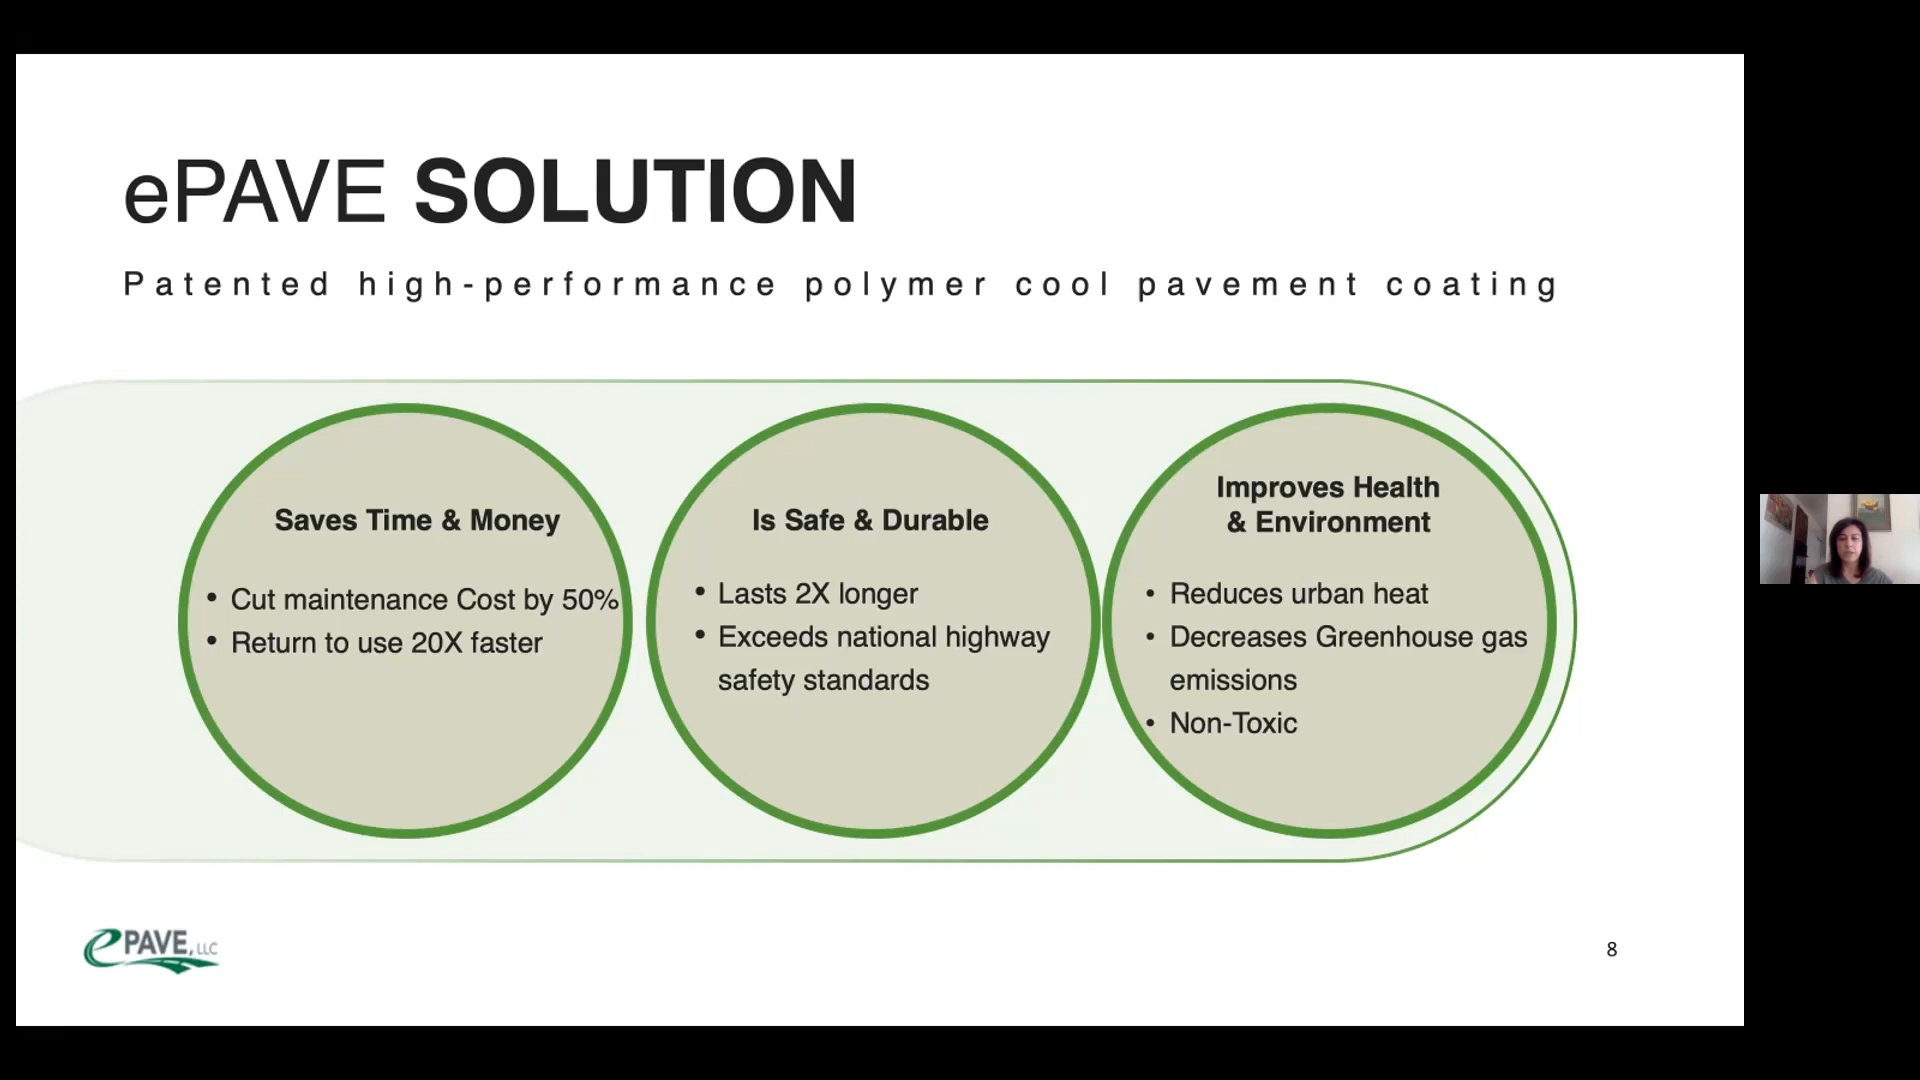 ePAVE SOLUTION
Patented high-performance polymer cool pavement coating
Saves Time & Money
• Cut maintenance Cost by 50%
• Return to use 20X faster
Is Safe & Durable
• Lasts 2X longer
• Exceeds national highway
safety standards
Improves Health
& Environment
• Reduces urban heat
• Decreases Greenhouse gas
emissions
• Non-Toxic
ePAVE, LLC
8